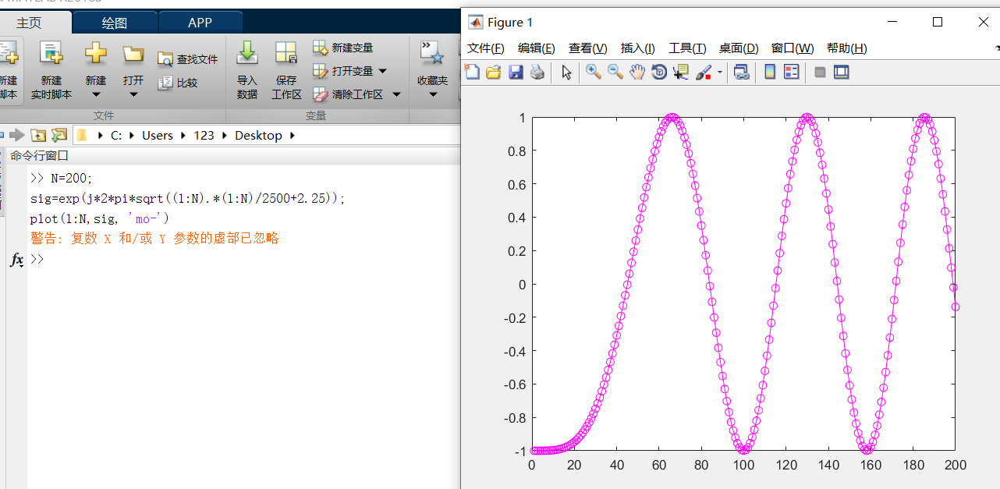 主页 绘图 APP
新建 脚本
新建 实时脚本
新建
打开
查找文件
比较
文件
导入 数据
保存 工作区
新建变量
打开变量
清除工作区
变量
收藏夹
C: Users 123 Desktop
命令行窗口
>> N=200;
sig=exp(j*2*pi*sqrt((1:N).*(1:N)/2500+2.25));
plot(1:N,sig, 'mo-')
警告: 复数 X 和/或 Y 参数的虚部已忽略
fx >>
Figure 1
文件(F) 编辑(E) 查看(V) 插入(I) 工具(T) 桌面(D) 窗口(W) 帮助(H)
1
0.8
0.6
0.4
0.2
0
-0.2
-0.4
-0.6
-0.8
-1
0 20 40 60 80 100 120 140 160 180 200